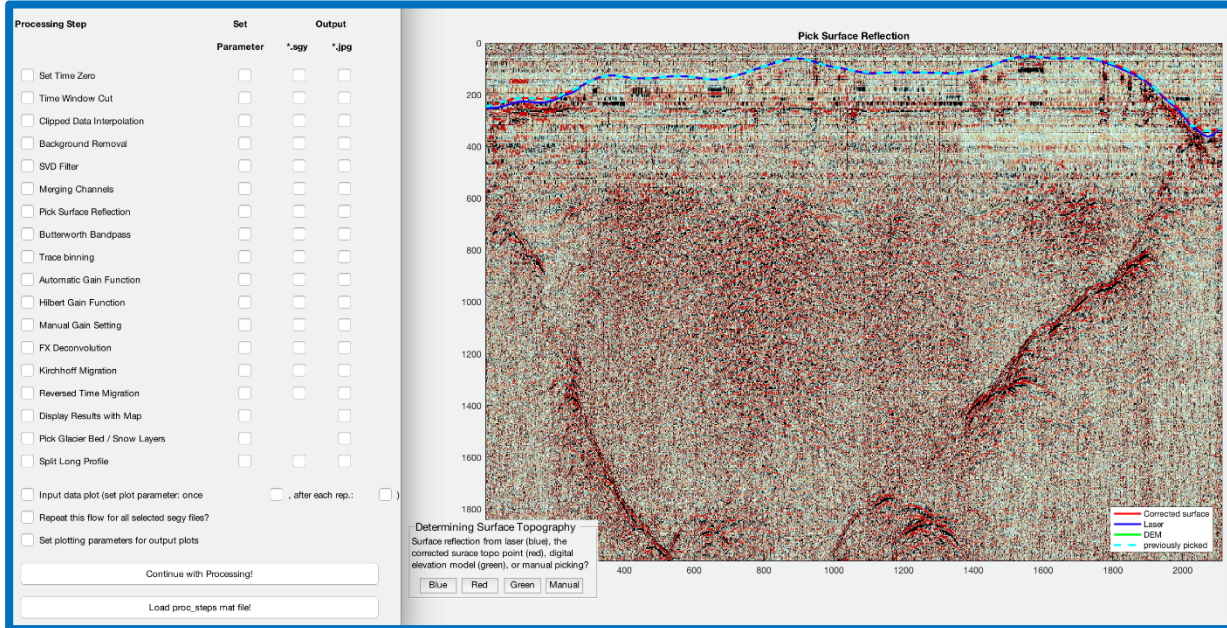 Processing Step Set Output
Parameter *.sgy *.jpg
Set Time Zero
Time Window Cut
Clipped Data Interpolation
Background Removal
SVD Filter
Merging Channels
Pick Surface Reflection
Butterworth Bandpass
Trace binning
Automatic Gain Function
Hilbert Gain Function
Manual Gain Setting
FX Deconvolution
Kirchhoff Migration
Reversed Time Migration
Display Results with Map
Pick Glacier Bed / Snow Layers
Split Long Profile
Input data plot (set plot parameter: once , after each rep.: )
Repeat this flow for all selected segy files?
Set plotting parameters for output plots
Continue with Processing!
Load proc_steps mat file!
Pick Surface Reflection
0
200
400
600
800
1000
1200
1400
1600
1800
400 600 800 1000 1200 1400 1600 1800 2000
Corrected surface
Laser
DEM
previously picked
Determining Surface Topography
Surface reflection from laser (blue), the
corrected surace topo point (red), digital
elevation model (green), or manual picking?
Blue Red Green Manual